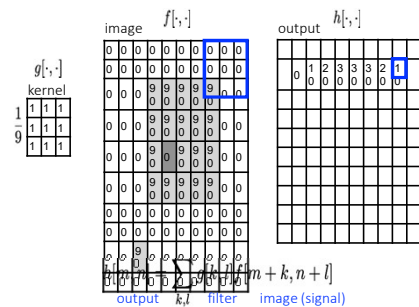 image f[·,·]
output h[·,·]
g[·,·]
kernel
1/9
1 1 1
1 1 1
1 1 1
0 0 0 0 0 0 0 0 0 0
0 0 0 0 0 0 0 0 0 0
0 0 0 90 90 90 90 90 0 0
0 0 0 90 90 90 90 90 0 0
0 0 0 90 0 90 90 90 0 0
0 0 0 90 90 90 90 90 0 0
0 0 0 0 0 0 0 0 0 0
0 0 0 0 0 0 0 0 0 0
0 10 20 30 30 30 20 10
h[m,n] = ∑ g[k,l] f[m+k,n+l]
output k,l filter image (signal)